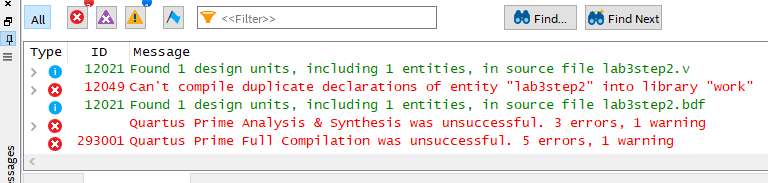 All
<<Filter>>
Find...
Find Next
Type ID Message
12021 Found 1 design units, including 1 entities, in source file lab3step2.v
12049 Can't compile duplicate declarations of entity "lab3step2" into library "work"
12021 Found 1 design units, including 1 entities, in source file lab3step2.bdf
Quartus Prime Analysis & Synthesis was unsuccessful. 3 errors, 1 warning
293001 Quartus Prime Full Compilation was unsuccessful. 5 errors, 1 warning